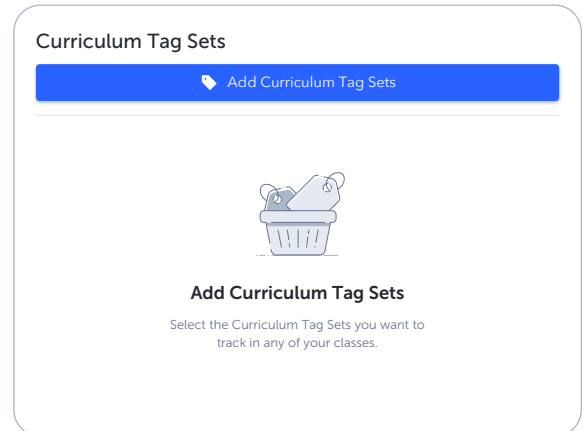 Curriculum Tag Sets
Add Curriculum Tag Sets
Add Curriculum Tag Sets
Select the Curriculum Tag Sets you want to
track in any of your classes.